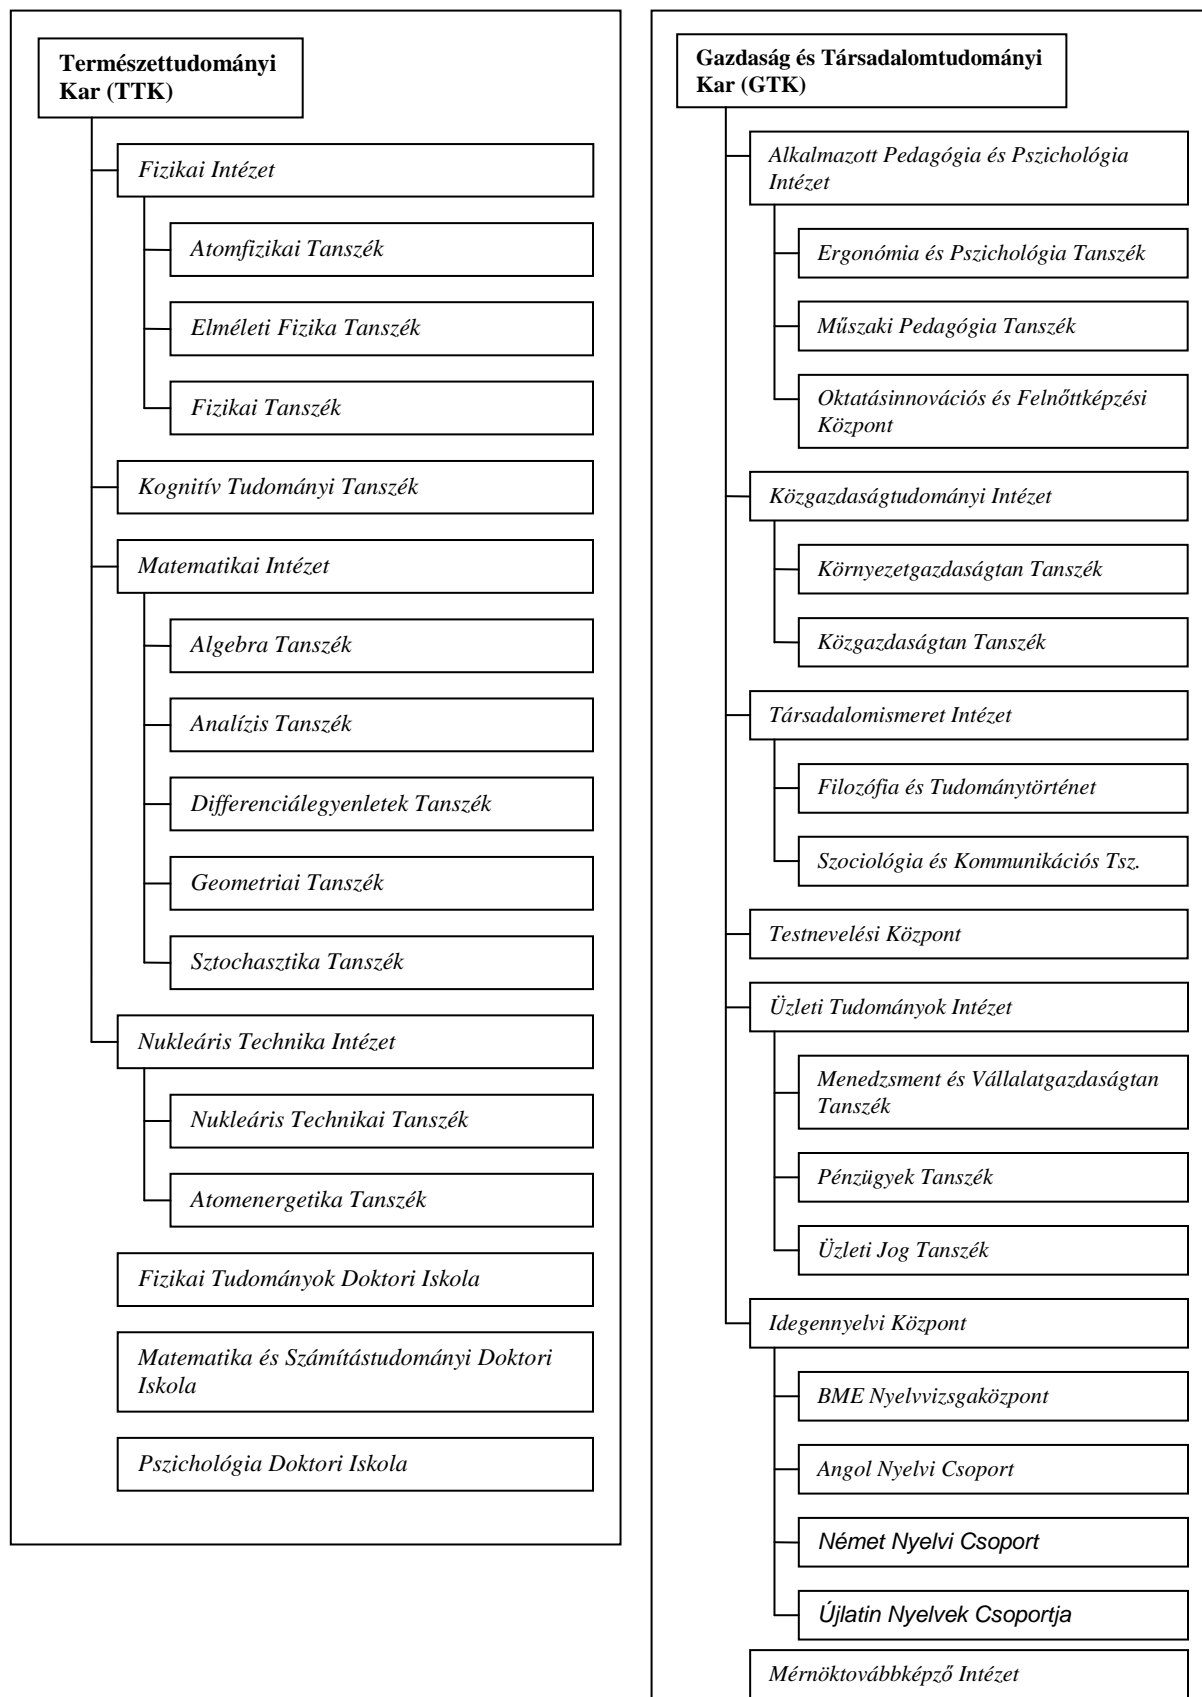 Természettudományi
Kar (TTK)
Fizikai Intézet
Atomfizikai Tanszék
Elméleti Fizika Tanszék
Fizikai Tanszék
Kognitív Tudományi Tanszék
Matematikai Intézet
Algebra Tanszék
Analízis Tanszék
Differenciálegyenletek Tanszék
Geometriai Tanszék
Sztochasztika Tanszék
Nukleáris Technika Intézet
Nukleáris Technikai Tanszék
Atomenergetika Tanszék
Fizikai Tudományok Doktori Iskola
Matematika és Számítástudományi Doktori
Iskola
Pszichológia Doktori Iskola
Gazdaság és Társadalomtudományi
Kar (GTK)
Alkalmazott Pedagógia és Pszichológia
Intézet
Ergonómia és Pszichológia Tanszék
Műszaki Pedagógia Tanszék
Oktatásinnovációs és Felnőttképzési
Központ
Közgazdaságtudományi Intézet
Környezetgazdaságtan Tanszék
Közgazdaságtan Tanszék
Társadalomismeret Intézet
Filozófia és Tudománytörténet
Szociológia és Kommunikációs Tsz.
Testnevelési Központ
Üzleti Tudományok Intézet
Menedzsment és Vállalatgazdaságtan
Tanszék
Pénzügyek Tanszék
Üzleti Jog Tanszék
Idegennyelvi Központ
BME Nyelvvizsgaközpont
Angol Nyelvi Csoport
Német Nyelvi Csoport
Újlatin Nyelvek Csoportja
Mérnöktovábbképző Intézet